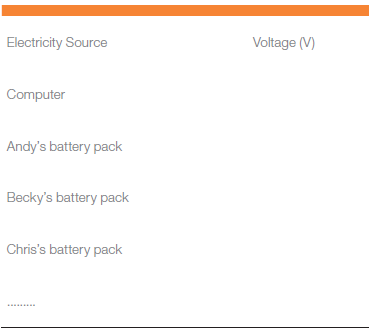 Electricity Source Voltage (V)
Computer
Andy's battery pack
Becky's battery pack
Chris's battery pack
.........